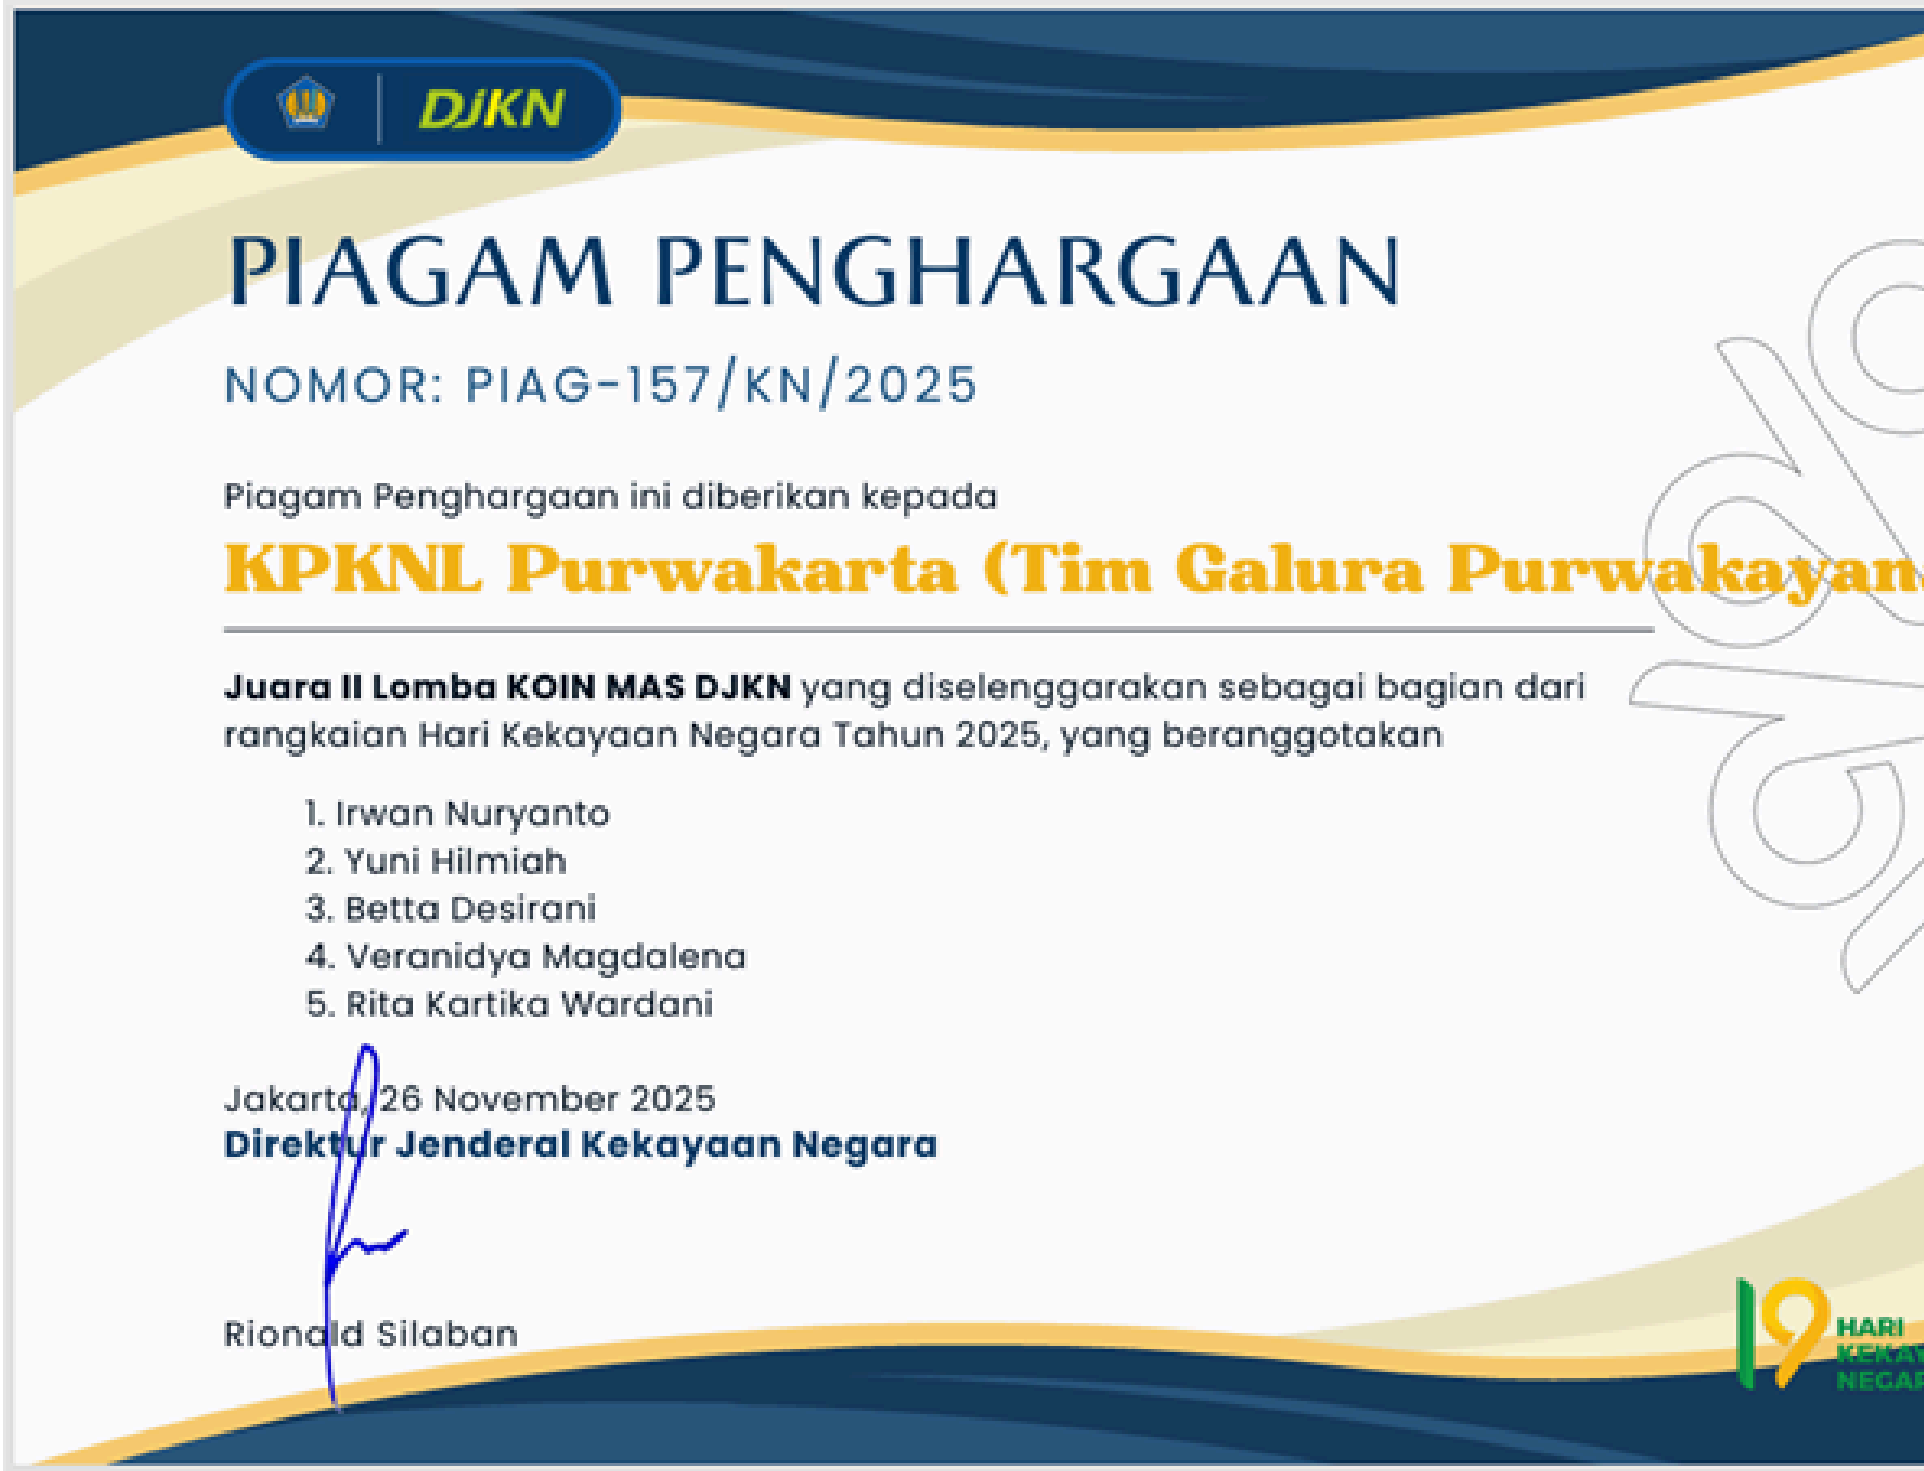 DJKN
PIAGAM PENGHARGAAN
NOMOR: PIAG-157/KN/2025
Piagam Penghargaan ini diberikan kepada
KPKNL Purwakarta (Tim Galura Purwakayan
Juara II Lomba KOIN MAS DJKN yang diselenggarakan sebagai bagian dari
rangkaian Hari Kekayaan Negara Tahun 2025, yang beranggotakan
1. Irwan Nuryanto
2. Yuni Hilmiah
3. Betta Desirani
4. Veranidya Magdalena
5. Rita Kartika Wardani
Jakarta, 26 November 2025
Direktur Jenderal Kekayaan Negara
Rionald Silaban
19 HARI
KEKAY
NEGAR